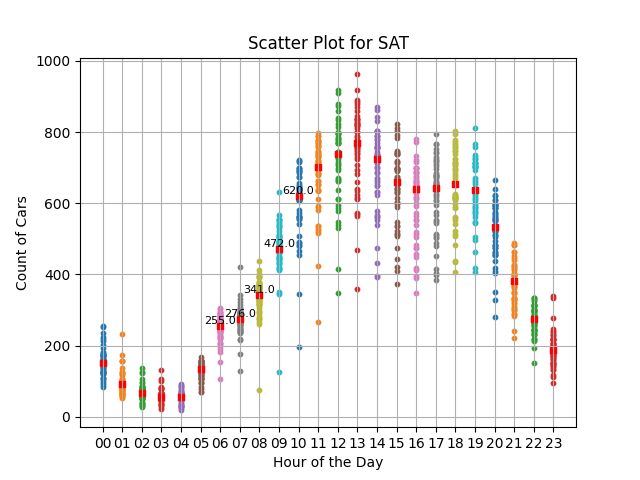 Scatter Plot for SAT
1000
800
600
400
200
0
Count of Cars
255.0
276.0
341.0
472.0
620.0
00 01 02 03 04 05 06 07 08 09 10 11 12 13 14 15 16 17 18 19 20 21 22 23
Hour of the Day